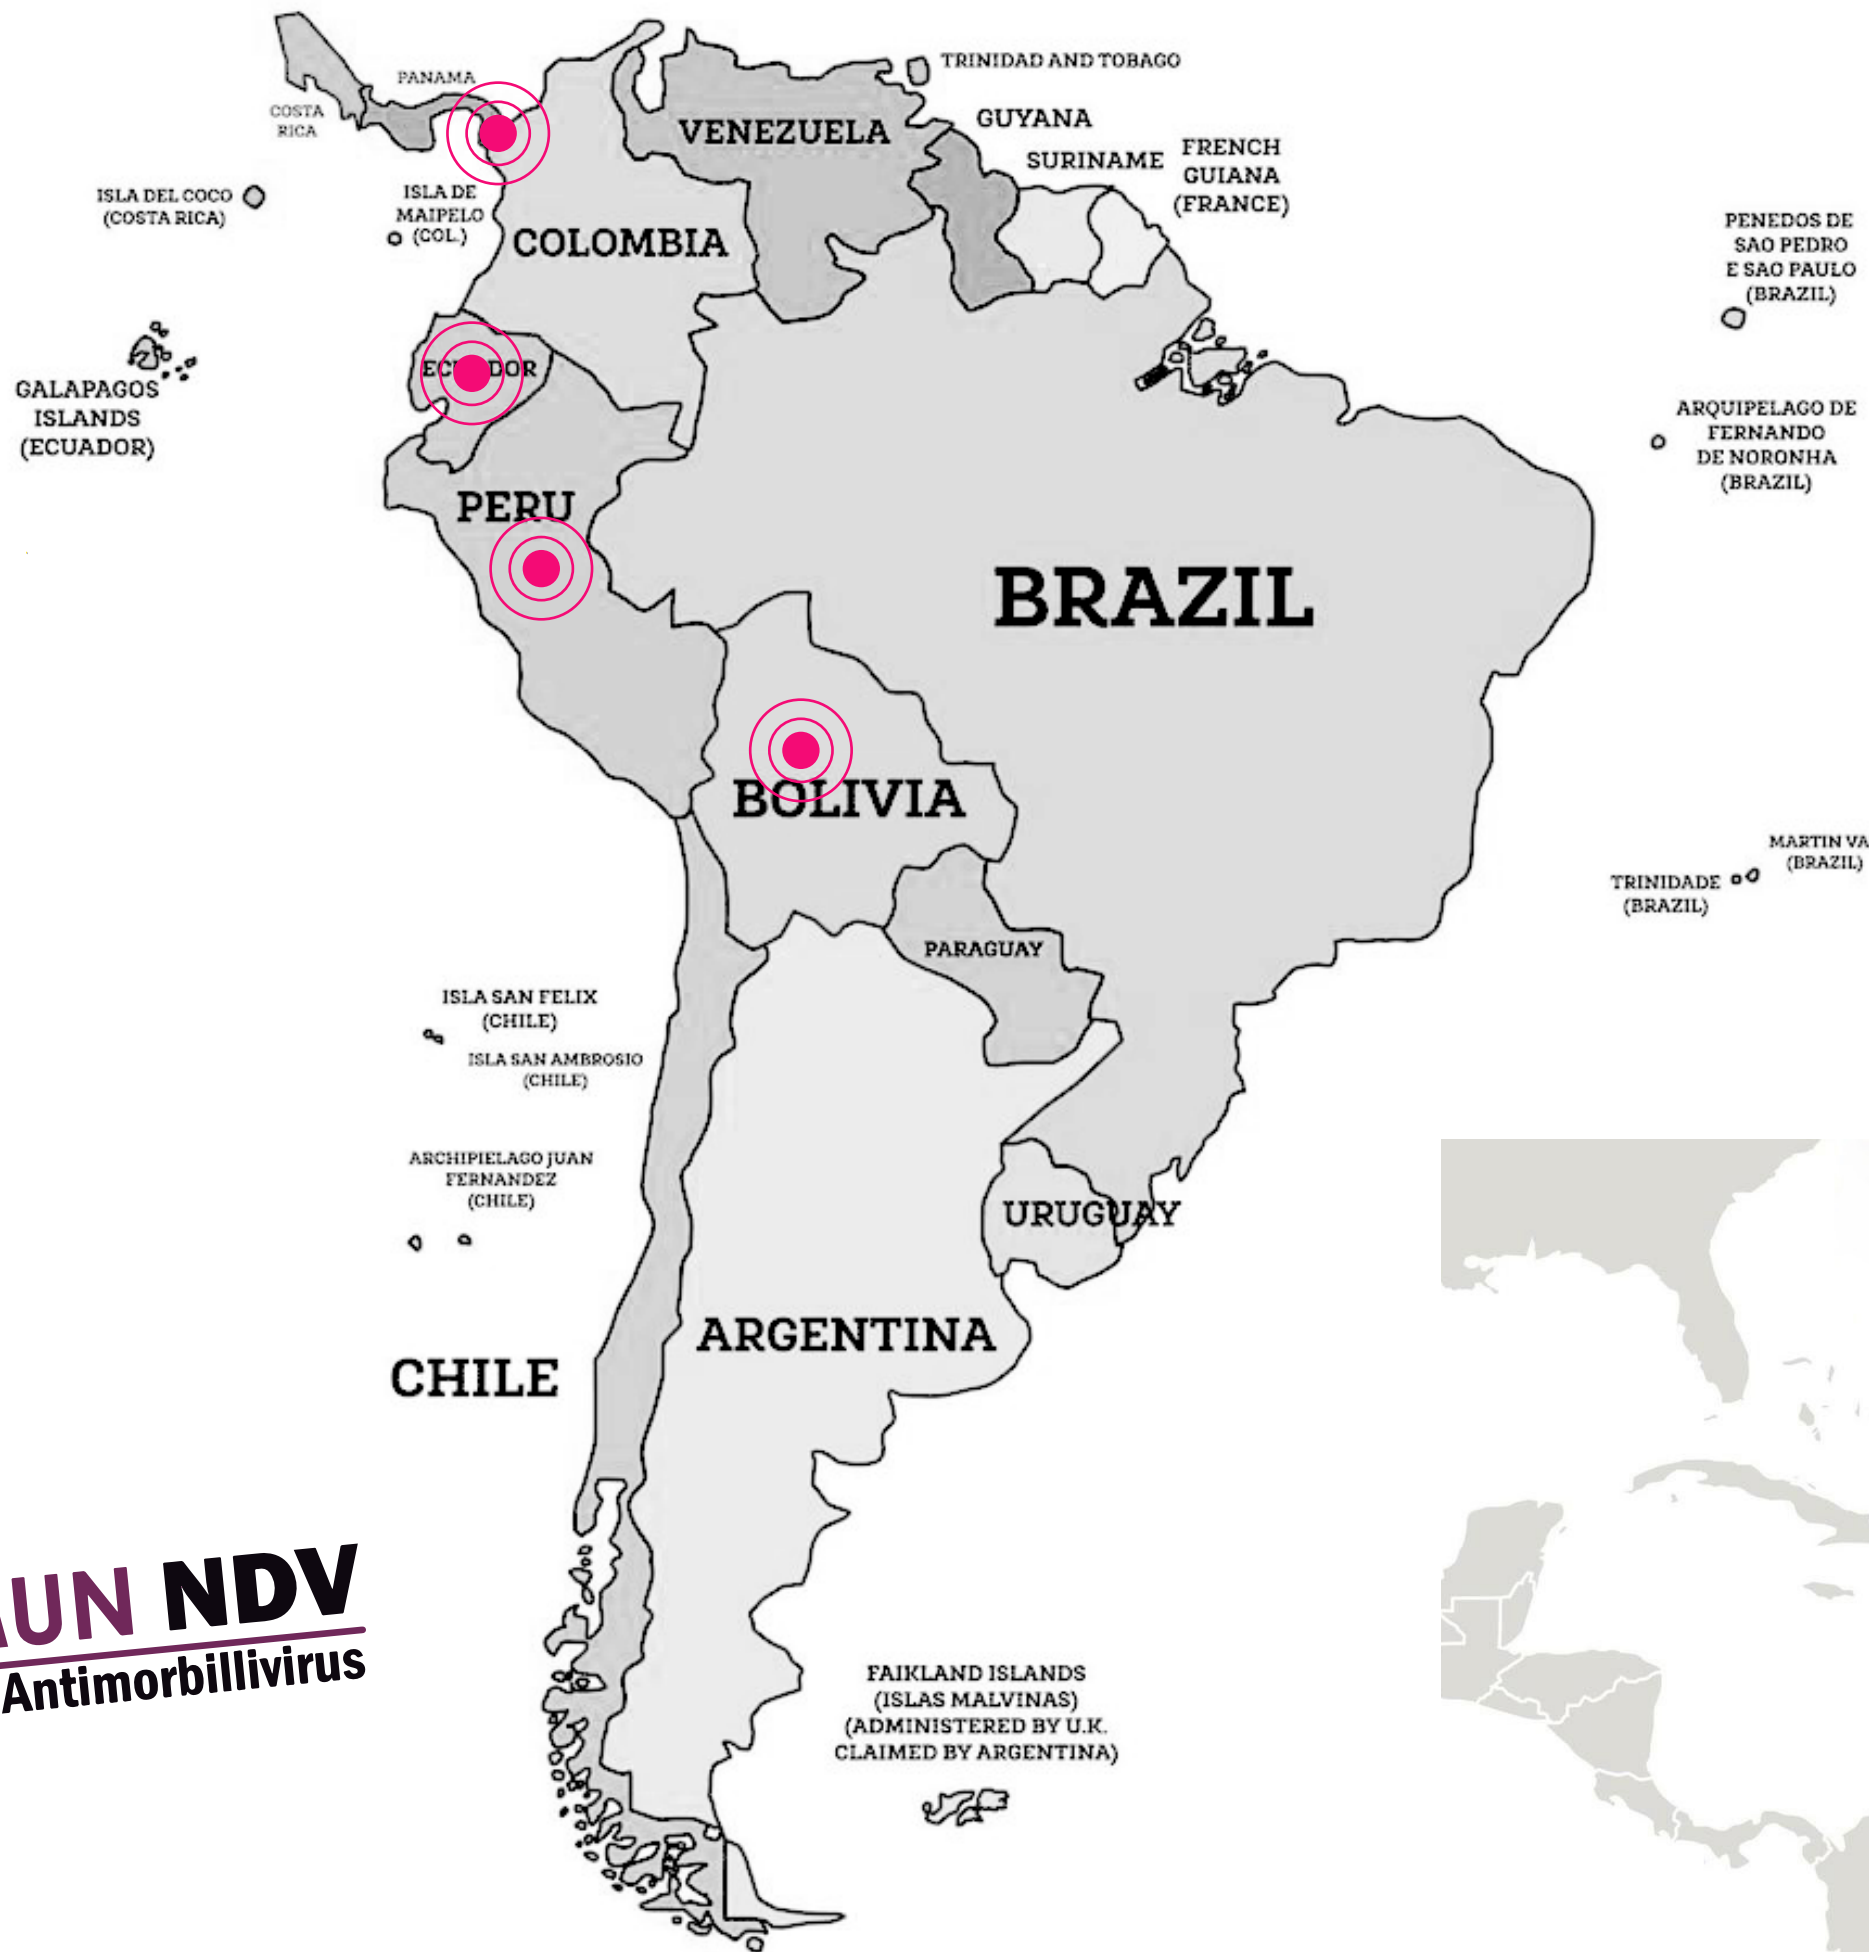 TRINIDAD AND TOBAGO
PANAMA
COSTA
RICA
VENEZUELA
GUYANA
SURINAME
FRENCH
GUIANA
(FRANCE)
ISLA DEL COCO
(COSTA RICA)
ISLA DE
MAIPELO
(COL.)
COLOMBIA
PENEDOS DE
SAO PEDRO
E SAO PAULO
(BRAZIL)
ECUADOR
GALAPAGOS
ISLANDS
(ECUADOR)
ARQUIPELAGO DE
FERNANDO
DE NORONHA
(BRAZIL)
PERU
BRAZIL
BOLIVIA
MARTIN VA
(BRAZIL)
TRINIDADE
(BRAZIL)
PARAGUAY
ISLA SAN FELIX
(CHILE)
ISLA SAN AMBROSIO
(CHILE)
ARCHIPIELAGO JUAN
FERNANDEZ
(CHILE)
URUGUAY
ARGENTINA
CHILE
UN NDV
Antimorbillivirus
FAIKLAND ISLANDS
(ISLAS MALVINAS)
(ADMINISTERED BY U.K.
CLAIMED BY ARGENTINA)